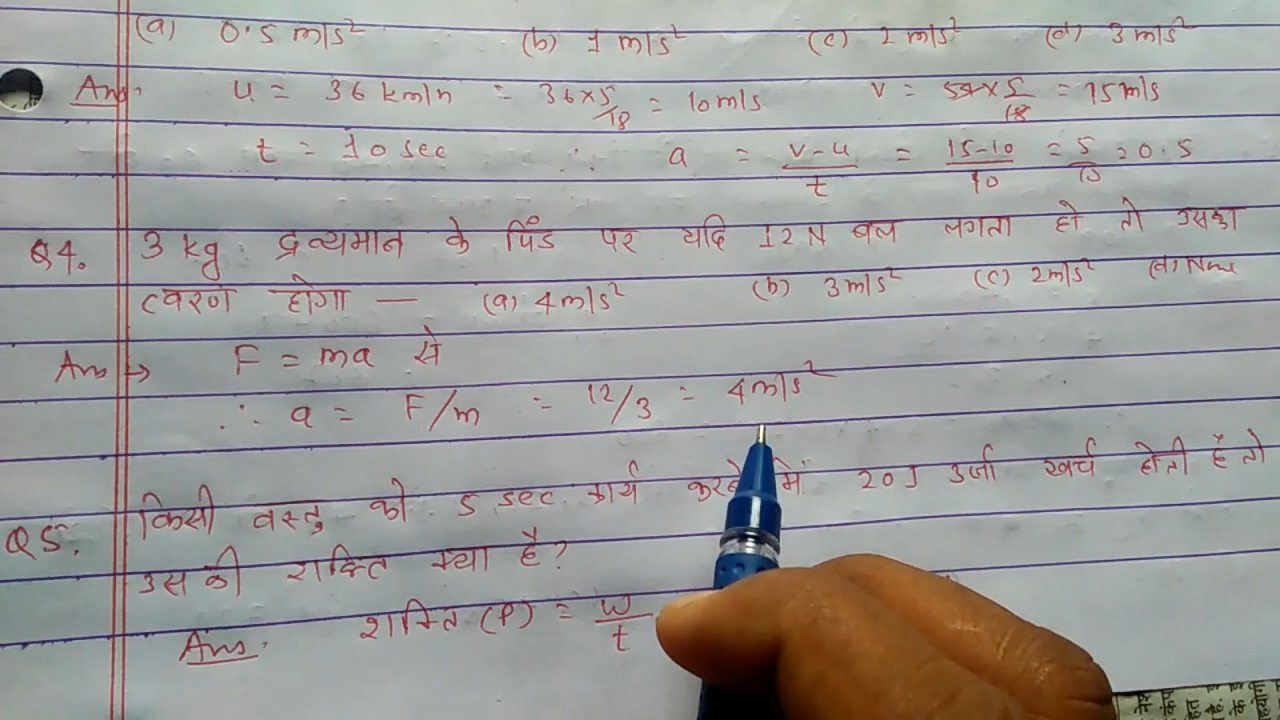 (a) 0.5 m/s² (b) 1 m/s² (c) 2 m/s² (d) 3 m/s²
Ans. u = 36 km/h = 36×5/18 = 10 m/s v = 54×5/18 = 15 m/s
t = 10 sec ∴ a = v-u/t = 15-10/10 = 5/10 = 0.5
Q4. 3 kg द्रव्यमान के पिंड पर यदि 12 N बल लगता हो तो उसका
त्वरण होगा — (a) 4 m/s² (b) 3 m/s² (c) 2 m/s² (d) None
Ans → F = ma से
∴ a = F/m = 12/3 = 4 m/s²
Q5. किसी वस्तु को 5 sec कार्य करने में 20 J उर्जा खर्च होती है तो
उस की शक्ति क्या है?
Ans. शक्ति (P) = W/t